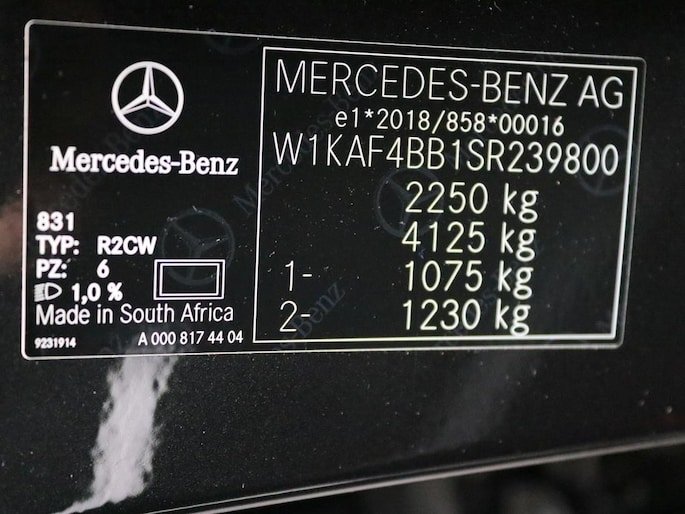 Mercedes-Benz
831
TYP: R2CW
PZ: 6
1,0 %
Made in South Africa
9231914 A 000 817 44 04
MERCEDES-BENZ AG
e1*2018/858*00016
W1KAF4BB1SR239800
2250 kg
4125 kg
1- 1075 kg
2- 1230 kg